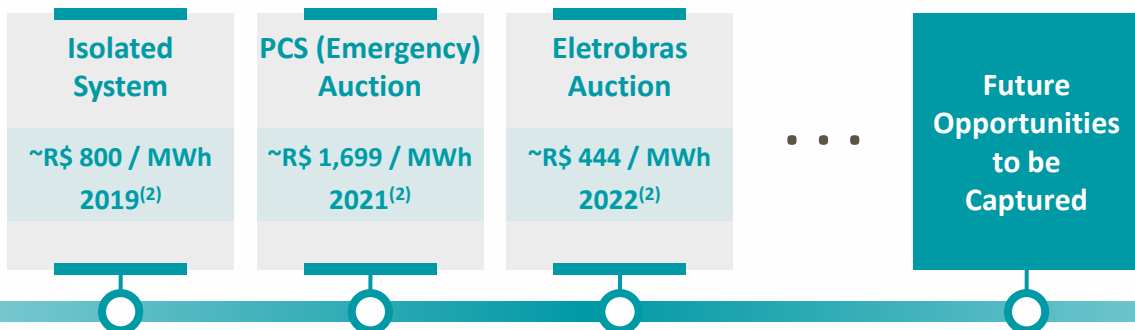 Isolated
System
~R$ 800 / MWh
2019(2)
PCS (Emergency)
Auction
~R$ 1,699 / MWh
2021(2)
Eletrobras
Auction
~R$ 444 / MWh
2022(2)
...
Future
Opportunities
to be
Captured